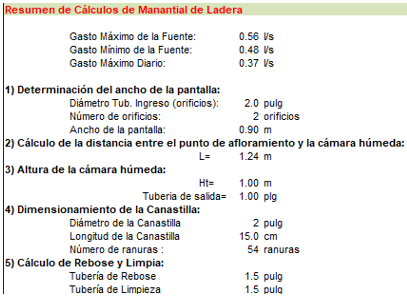 Resumen de Cálculos de Manantial de Ladera
Gasto Máximo de la Fuente: 0.56 l/s
Gasto Mínimo de la Fuente: 0.48 l/s
Gasto Máximo Diario: 0.37 l/s
1) Determinación del ancho de la pantalla:
Diámetro Tub. Ingreso (orificios): 2.0 pulg
Número de orificios: 2 orificios
Ancho de la pantalla: 0.90 m
2) Cálculo de la distancia entre el punto de afloramiento y la cámara húmeda:
L= 1.24 m
3) Altura de la cámara húmeda:
Ht= 1.00 m
Tuberia de salida= 1.00 plg
4) Dimensionamiento de la Canastilla:
Diámetro de la Canastilla 2 pulg
Longitud de la Canastilla 15.0 cm
Número de ranuras : 54 ranuras
5) Cálculo de Rebose y Limpia:
Tubería de Rebose 1.5 pulg
Tubería de Limpieza 1.5 pulg